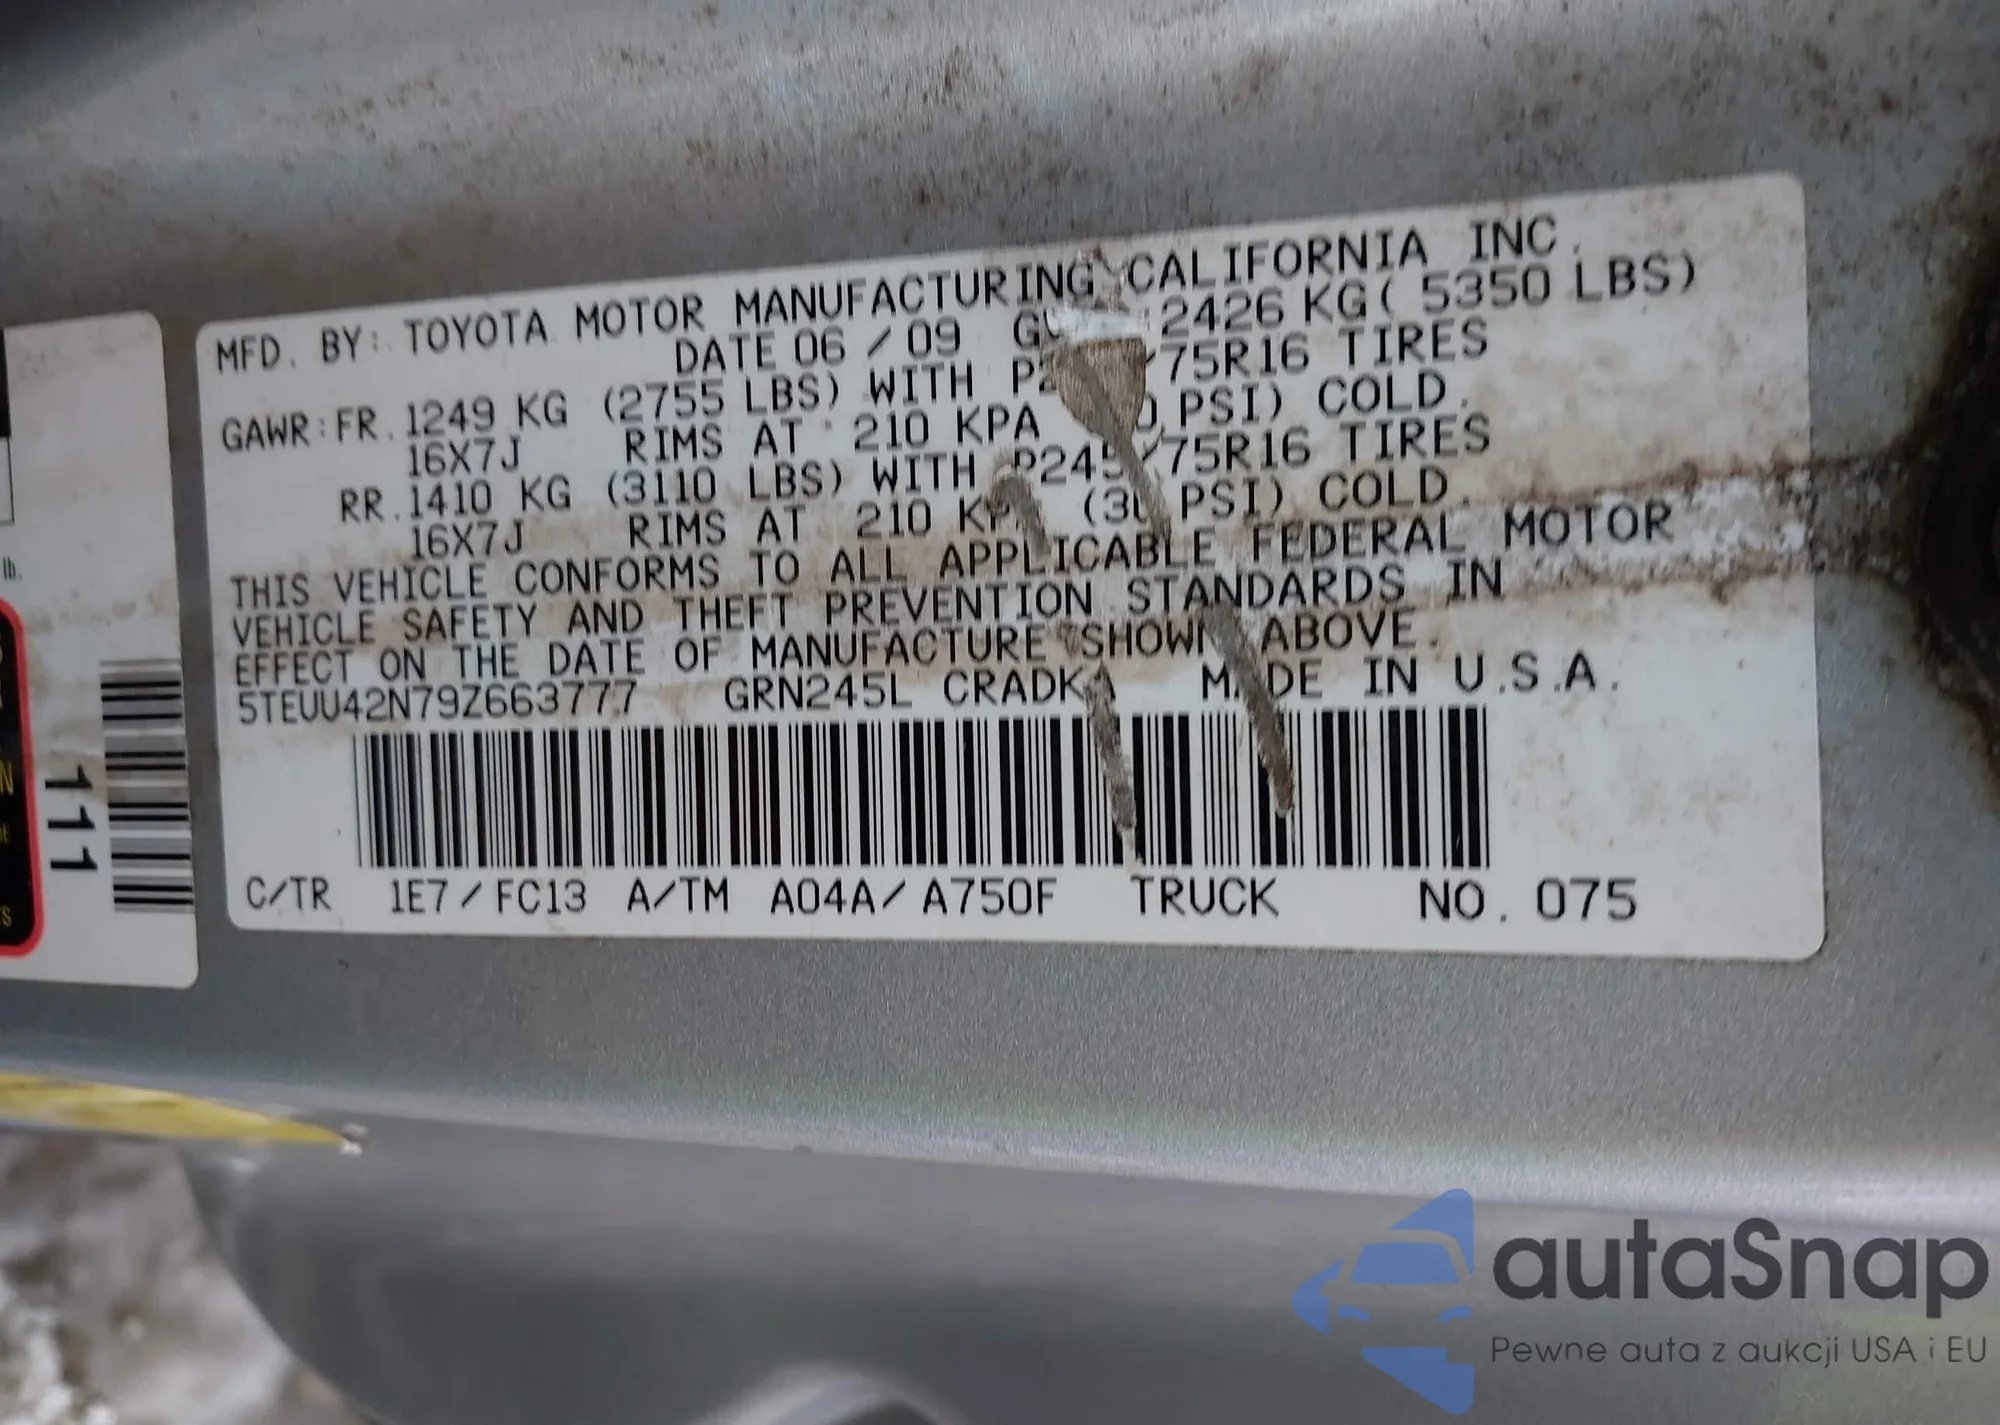 MFD. BY: TOYOTA MOTOR MANUFACTURING CALIFORNIA INC.
DATE 06 / 09 2426 KG ( 5350 LBS)
GAWR: FR. 1249 KG (2755 LBS) WITH 75R16 TIRES
16X7J RIMS AT 210 KPA PSI) COLD.
RR. 1410 KG (3110 LBS) WITH P245/75R16 TIRES
16X7J RIMS AT 210 PSI) COLD.
THIS VEHICLE CONFORMS TO ALL APPLICABLE FEDERAL MOTOR
VEHICLE SAFETY AND THEFT PREVENTION STANDARDS IN
EFFECT ON THE DATE OF MANUFACTURE SHOWN ABOVE.
5TEUU42N79Z663777 GRN245L MADE IN U.S.A.
C/TR 1E7 / FC13 A/TM A04A / A750F TRUCK NO. 075
111
lb.
autaSnap
Pewne auta z aukcji USA i EU